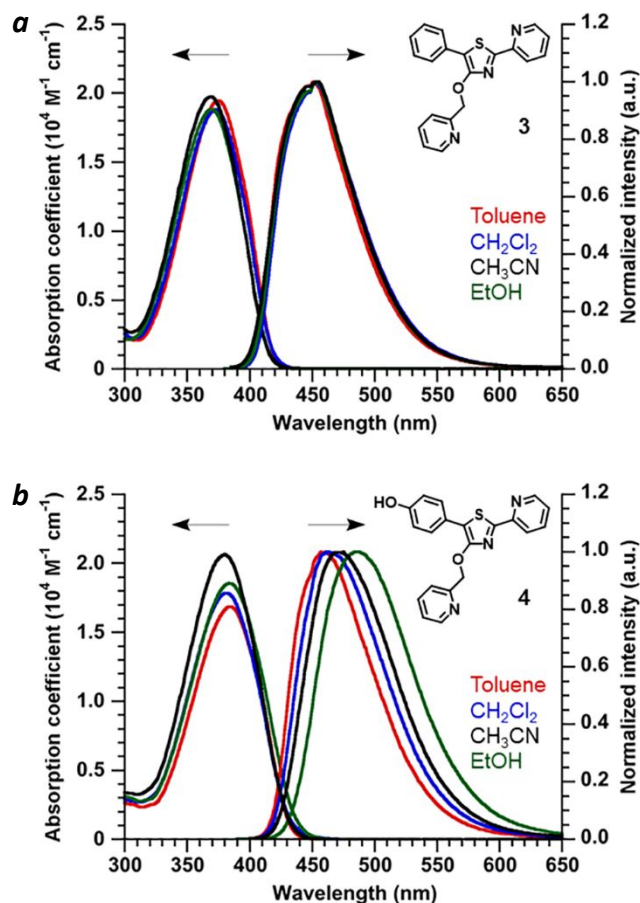 a
2.5
2.0
1.5
1.0
0.5
0
1.2
1.0
0.8
0.6
0.4
0.2
0.0
300 350 400 450 500 550 600 650
Absorption coefficient (10⁴ M⁻¹ cm⁻¹)
Normalized intensity (a.u.)
Wavelength (nm)
S
N
N
O
N
3
Toluene
CH₂Cl₂
CH₃CN
EtOH
b
2.5
2.0
1.5
1.0
0.5
0
1.2
1.0
0.8
0.6
0.4
0.2
0.0
300 350 400 450 500 550 600 650
Absorption coefficient (10⁴ M⁻¹ cm⁻¹)
Normalized intensity (a.u.)
Wavelength (nm)
HO
S
N
N
O
N
4
Toluene
CH₂Cl₂
CH₃CN
EtOH